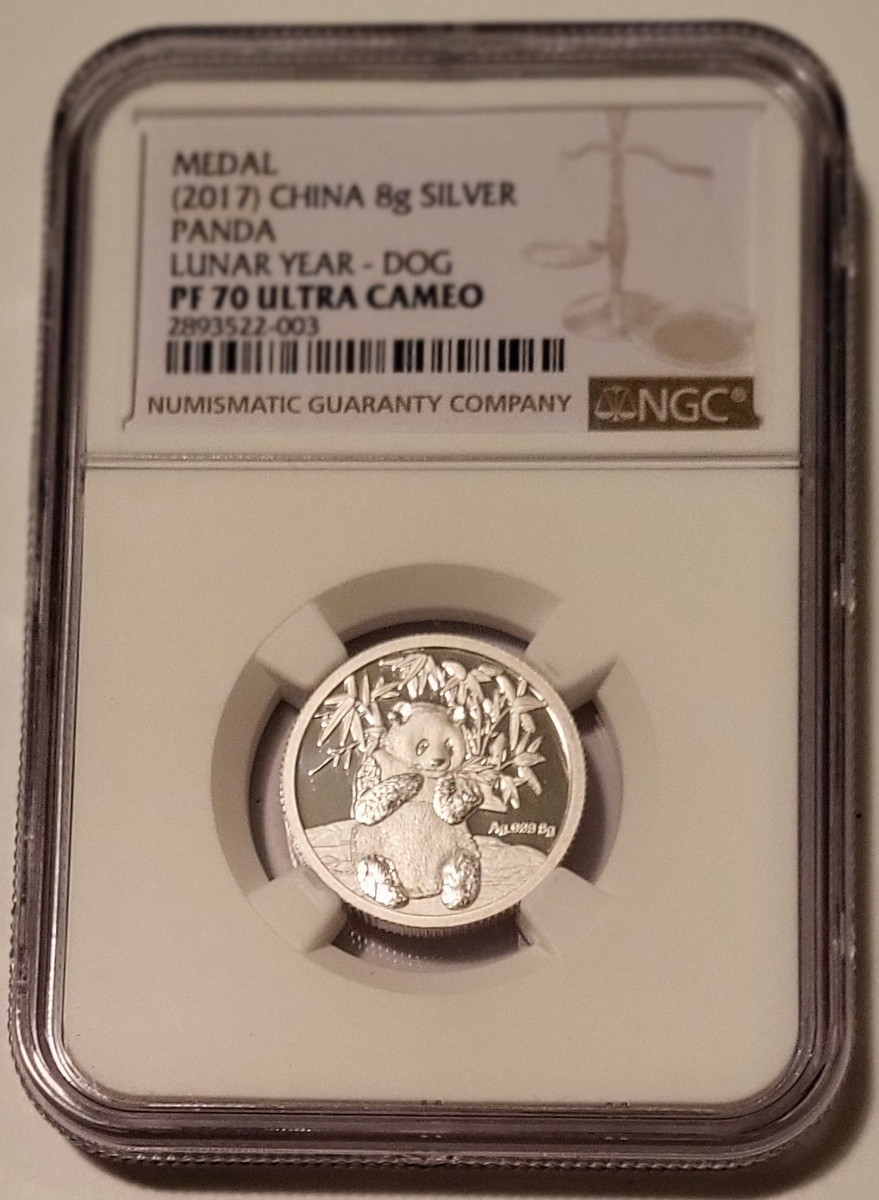 MEDAL
(2017) CHINA 8g SILVER
PANDA
LUNAR YEAR - DOG
PF 70 ULTRA CAMEO
2893522-003
NUMISMATIC GUARANTY COMPANY
NGC®
Ag.999 8g